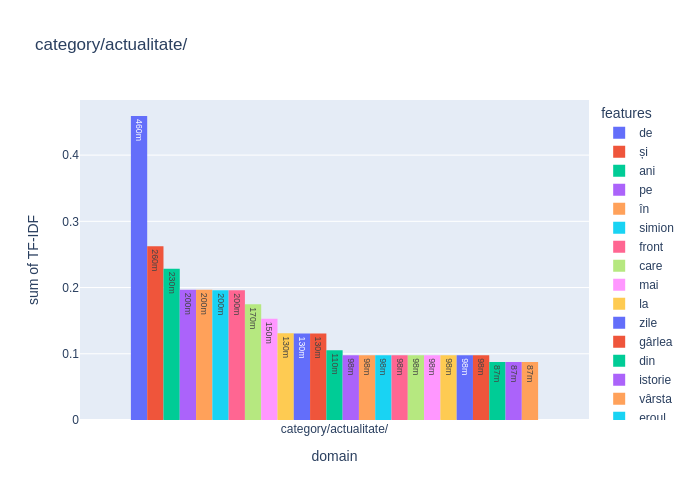 category/actualitate/
features
de
și
ani
pe
în
simion
front
care
mai
la
zile
gârlea
din
istorie
vârsta
eroul
sum of TF-IDF
0.4
0.3
0.2
0.1
0
460m
260m
230m
200m
200m
200m
200m
170m
150m
130m
130m
130m
110m
98m
98m
98m
98m
98m
98m
98m
98m
98m
87m
87m
87m
category/actualitate/
domain